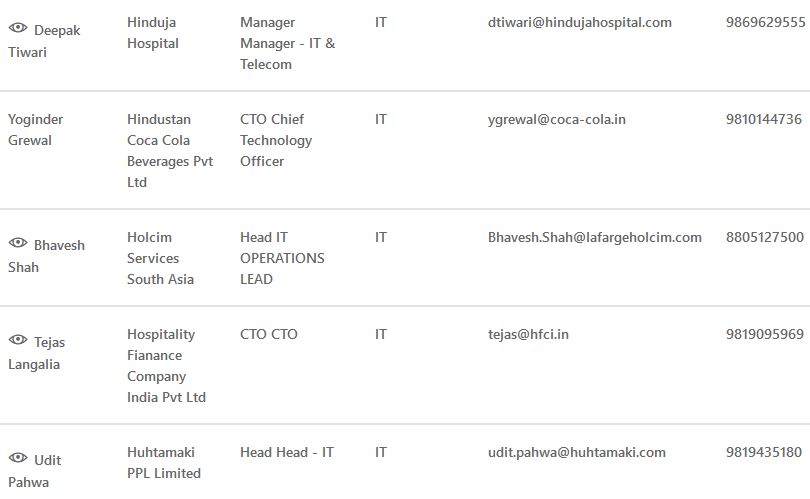 Deepak Tiwari	Hinduja Hospital	Manager Manager - IT & Telecom	IT	dtiwari@hindujahospital.com	9869629555
Yoginder Grewal	Hindustan Coca Cola Beverages Pvt Ltd	CTO Chief Technology Officer	IT	ygrewal@coca-cola.in	9810144736
Bhavesh Shah	Holcim Services South Asia	Head IT OPERATIONS LEAD	IT	Bhavesh.Shah@lafargeholcim.com	8805127500
Tejas Langalia	Hospitality Fianance Company India Pvt Ltd	CTO CTO	IT	tejas@hfci.in	9819095969
Udit Pahwa	Huhtamaki PPL Limited	Head Head - IT	IT	udit.pahwa@huhtamaki.com	9819435180